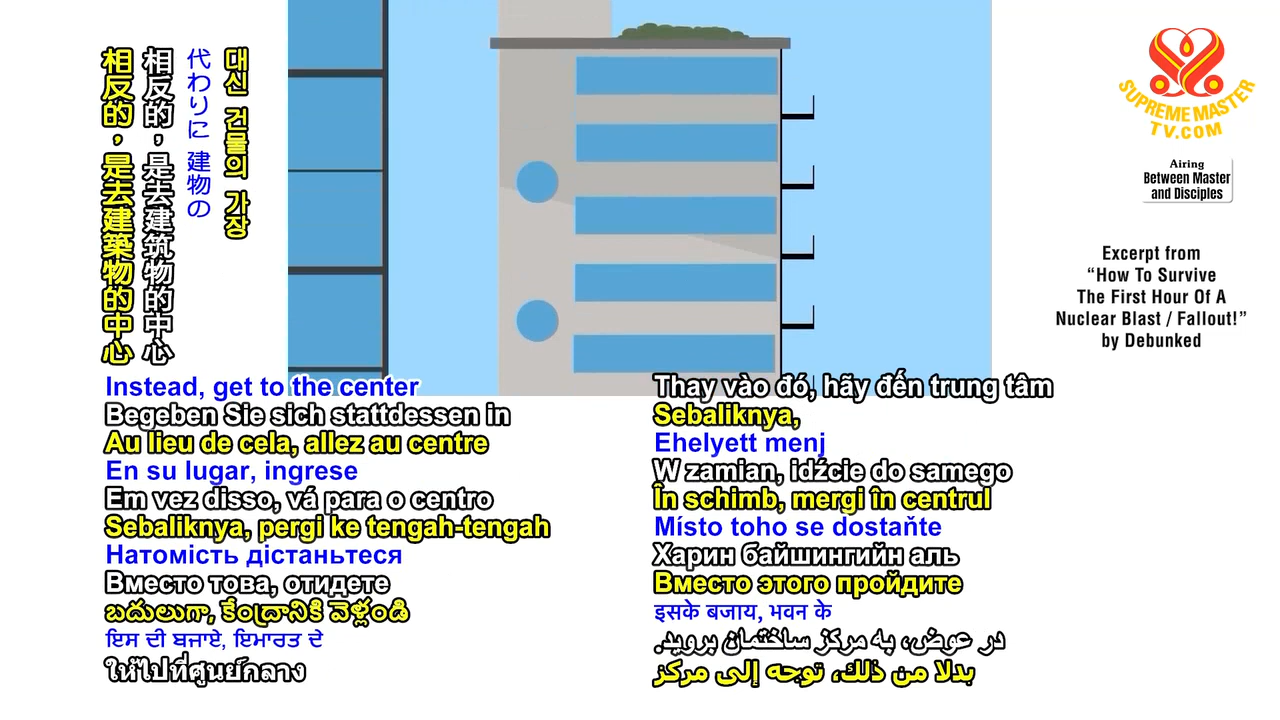 相反的，是去建築物的中心
相反的，是去建筑物的中心
代わりに 建物の
대신 건물의 가장
Instead, get to the center
Begeben Sie sich stattdessen in
Au lieu de cela, allez au centre
En su lugar, ingrese
Em vez disso, vá para o centro
Sebaliknya, pergi ke tengah-tengah
Натомість дістаньтеся
Вместо това, отидете
బదులుగా, కేంద్రానికి వెళ్లండి
ਇਸ ਦੀ ਬਜਾਏ, ਇਮਾਰਤ ਦੇ
ให้ไปที่ศูนย์กลาง
Thay vào đó, hãy đến trung tâm
Sebaliknya,
Ehelyett menj
W zamian, idźcie do samego
În schimb, mergi în centrul
Místo toho se dostaňte
Харин байшингийн аль
Вместо этого пройдите
इसके बजाय, भवन के
در عوض، به مرکز ساختمان بروید.
بدلا من ذلك، توجه إلى مركز
SUPREME MASTER
TV.COM
Airing
Between Master
and Disciples
Excerpt from
“How To Survive
The First Hour Of A
Nuclear Blast / Fallout!”
by Debunked